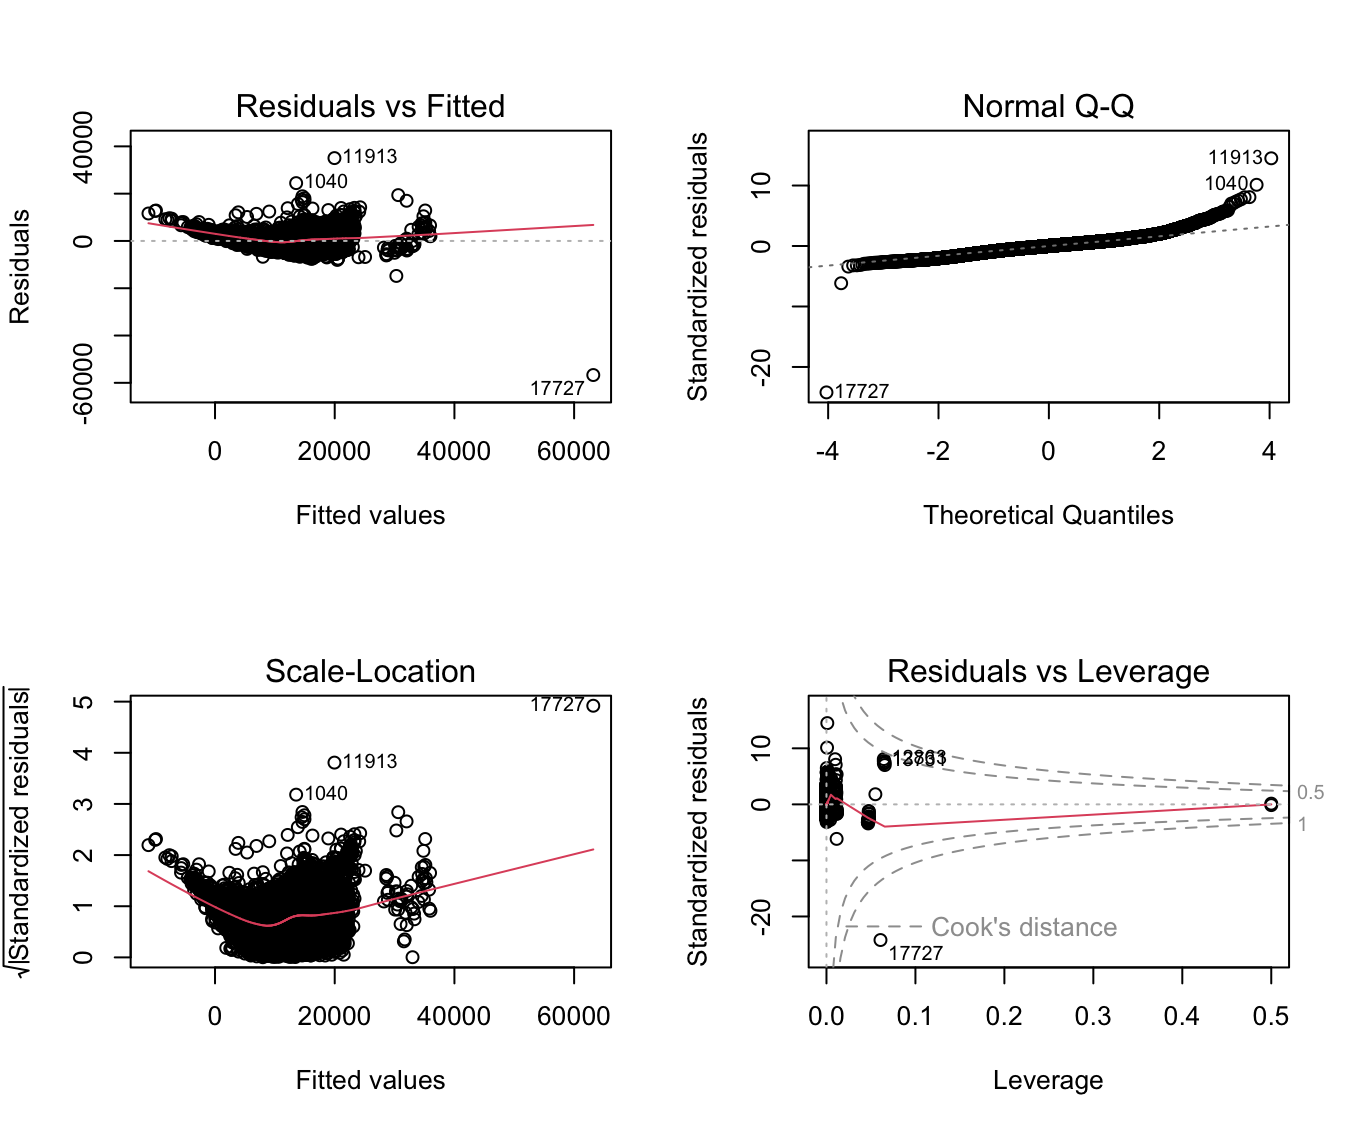 Residuals vs Fitted
Residuals
40000
0
-60000
11913
1040
17727
0 20000 40000 60000
Fitted values
Normal Q-Q
Standardized residuals
10
0
-20
11913
1040
17727
-4 -2 0 2 4
Theoretical Quantiles
Scale-Location
√|Standardized residuals|
5
4
3
2
1
0
17727
11913
1040
0 20000 40000 60000
Fitted values
Residuals vs Leverage
Standardized residuals
10
0
-20
0.5
1
Cook's distance
17727
0.0 0.1 0.2 0.3 0.4 0.5
Leverage